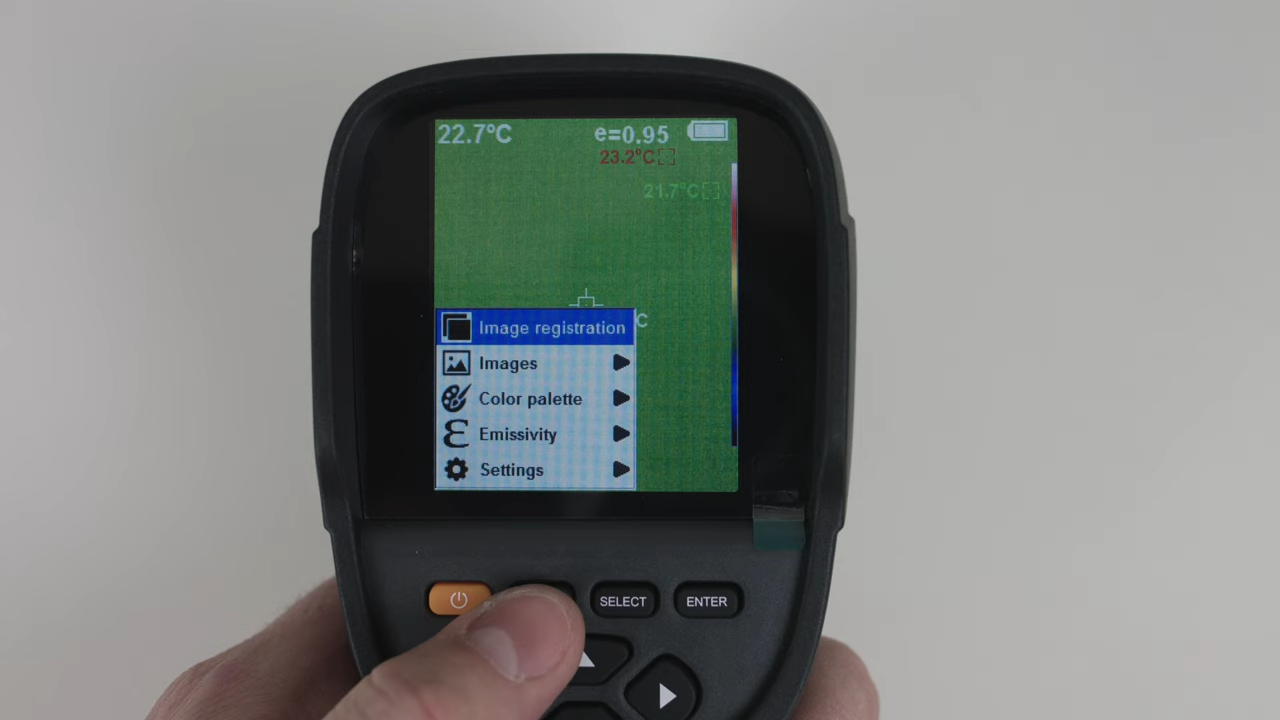 22.7°C e=0.95
23.2°C
21.7°C
C
Image registration
Images
Color palette
Emissivity
Settings
SELECT ENTER